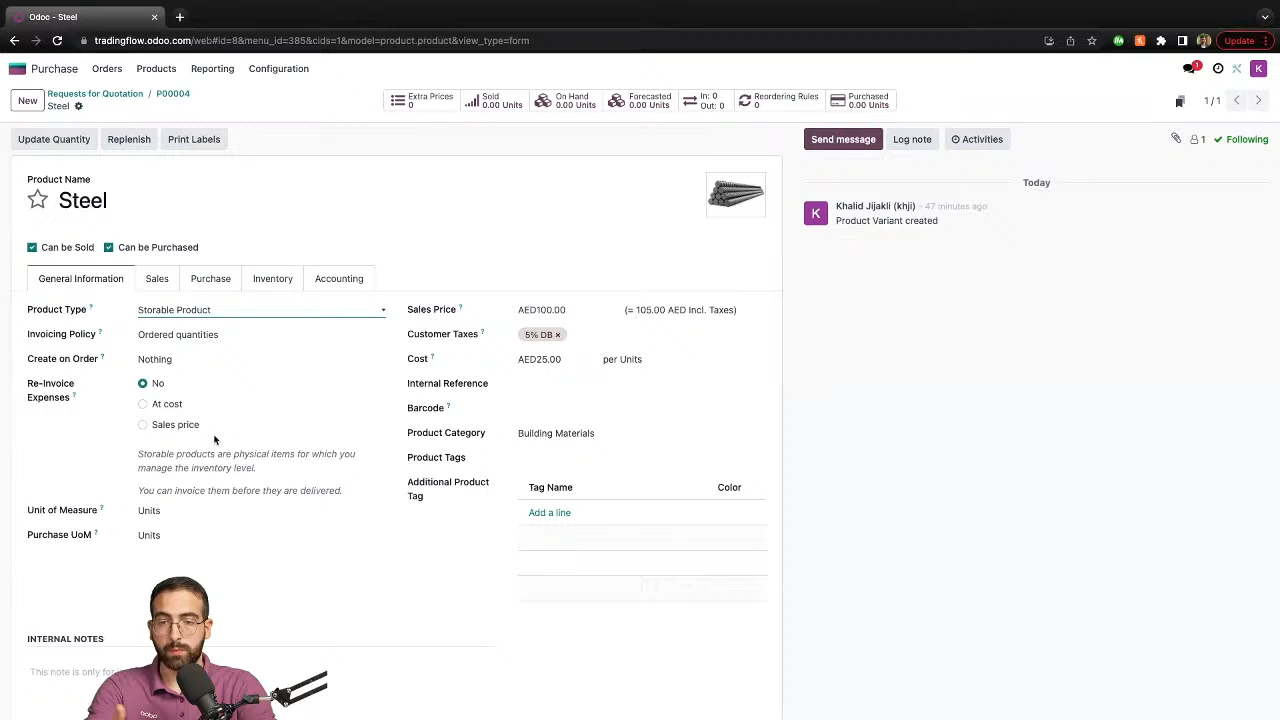 Odoo - Steel
tradingflow.odoo.com/web#id=8&menu_id=385&cids=1&model=product.product&view_type=form
Update
Purchase Orders Products Reporting Configuration
1 K
New
Requests for Quotation / P00004
Steel
Extra Prices
0
Sold
0.00 Units
On Hand
0.00 Units
Forecasted
0.00 Units
In: 0
Out: 0
Reordering Rules
0
Purchased
0.00 Units
1 / 1
Update Quantity Replenish Print Labels
Send message Log note Activities
1 Following
Product Name
Steel
Can be Sold Can be Purchased
General Information Sales Purchase Inventory Accounting
Product Type ? Storable Product
Invoicing Policy ? Ordered quantities
Create on Order ? Nothing
Re-Invoice
Expenses ?
No
At cost
Sales price
Storable products are physical items for which you
manage the inventory level.
You can invoice them before they are delivered.
Unit of Measure ? Units
Purchase UoM ? Units
Sales Price ? AED100.00 (= 105.00 AED Incl. Taxes)
Customer Taxes ? 5% DB ×
Cost ? AED25.00 per Units
Internal Reference
Barcode ?
Product Category Building Materials
Product Tags
Additional Product
Tag
Tag Name Color
Add a line
INTERNAL NOTES
This note is only for
odoo
Today
K
Khalid Jijakli (khji) - 47 minutes ago
Product Variant created